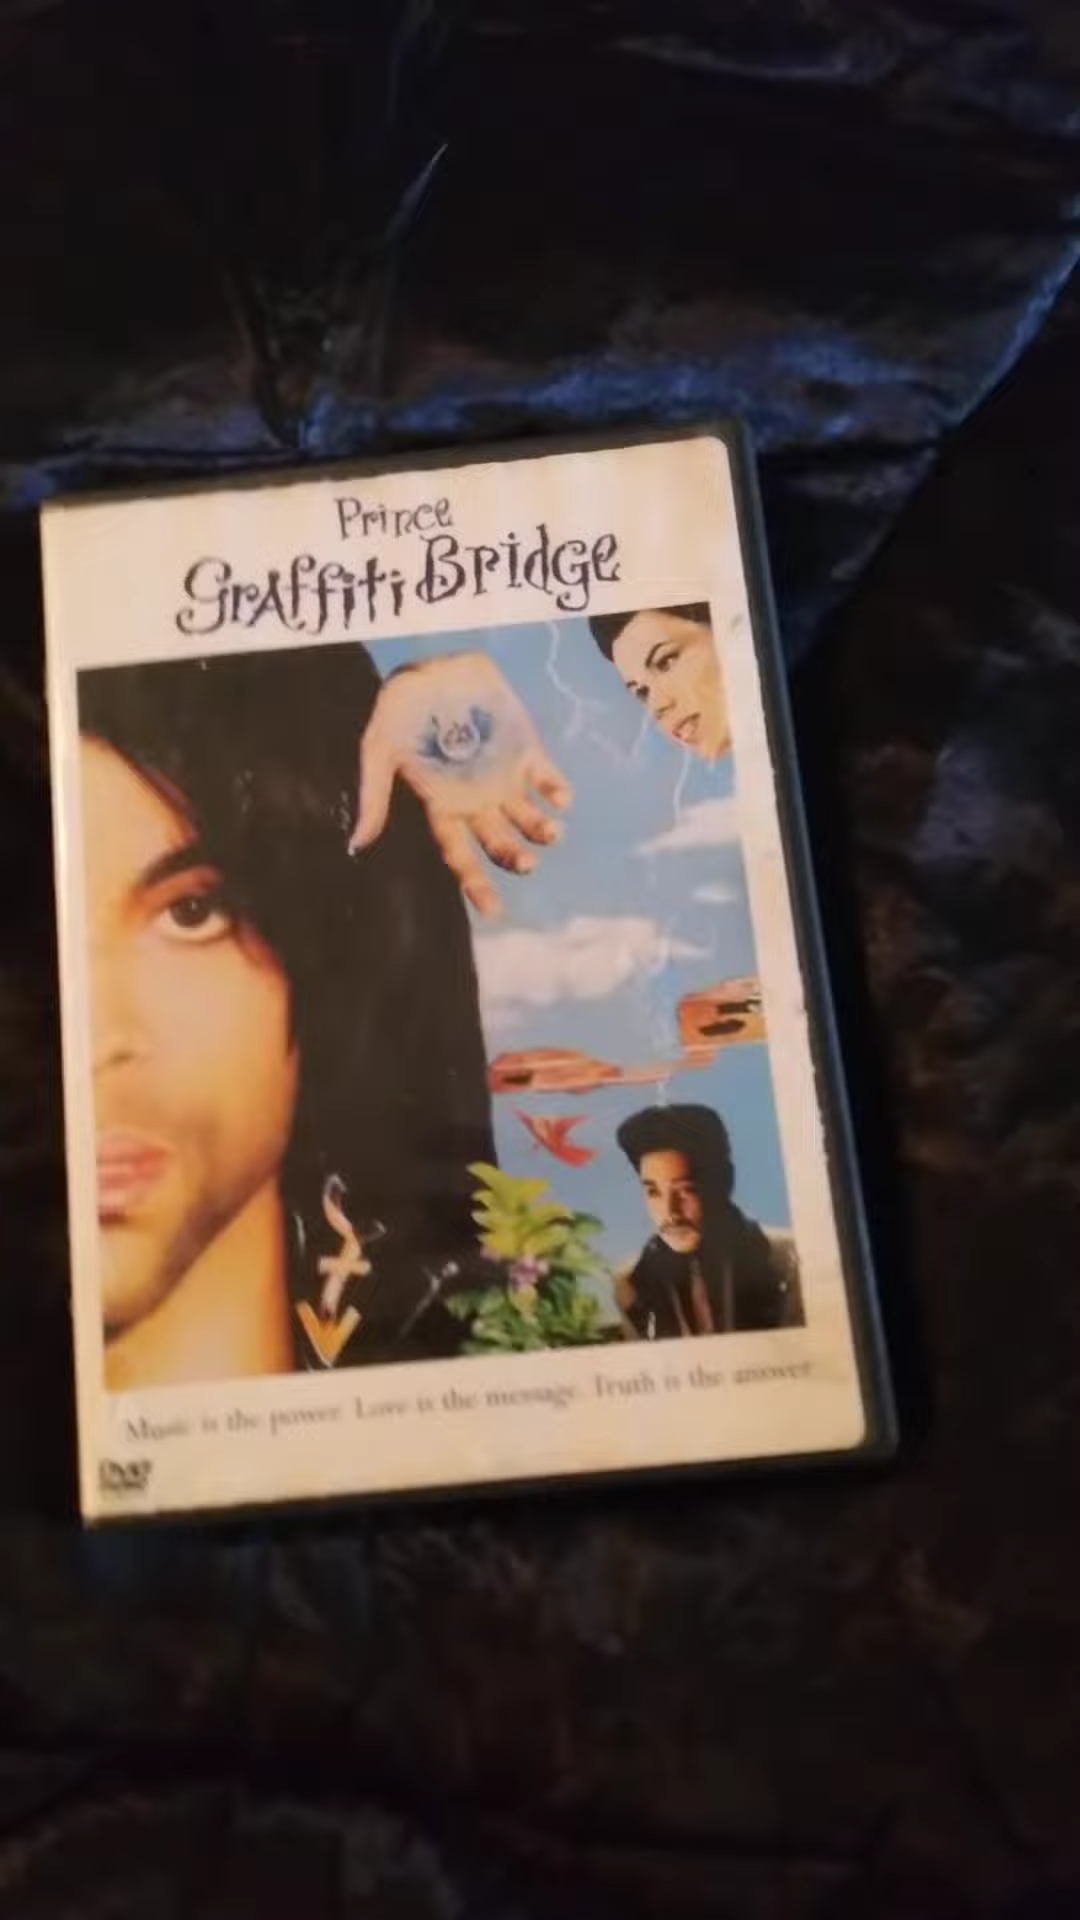 Prince
Graffiti Bridge
Music is the power. Love is the message. Truth is the answer.
DVD